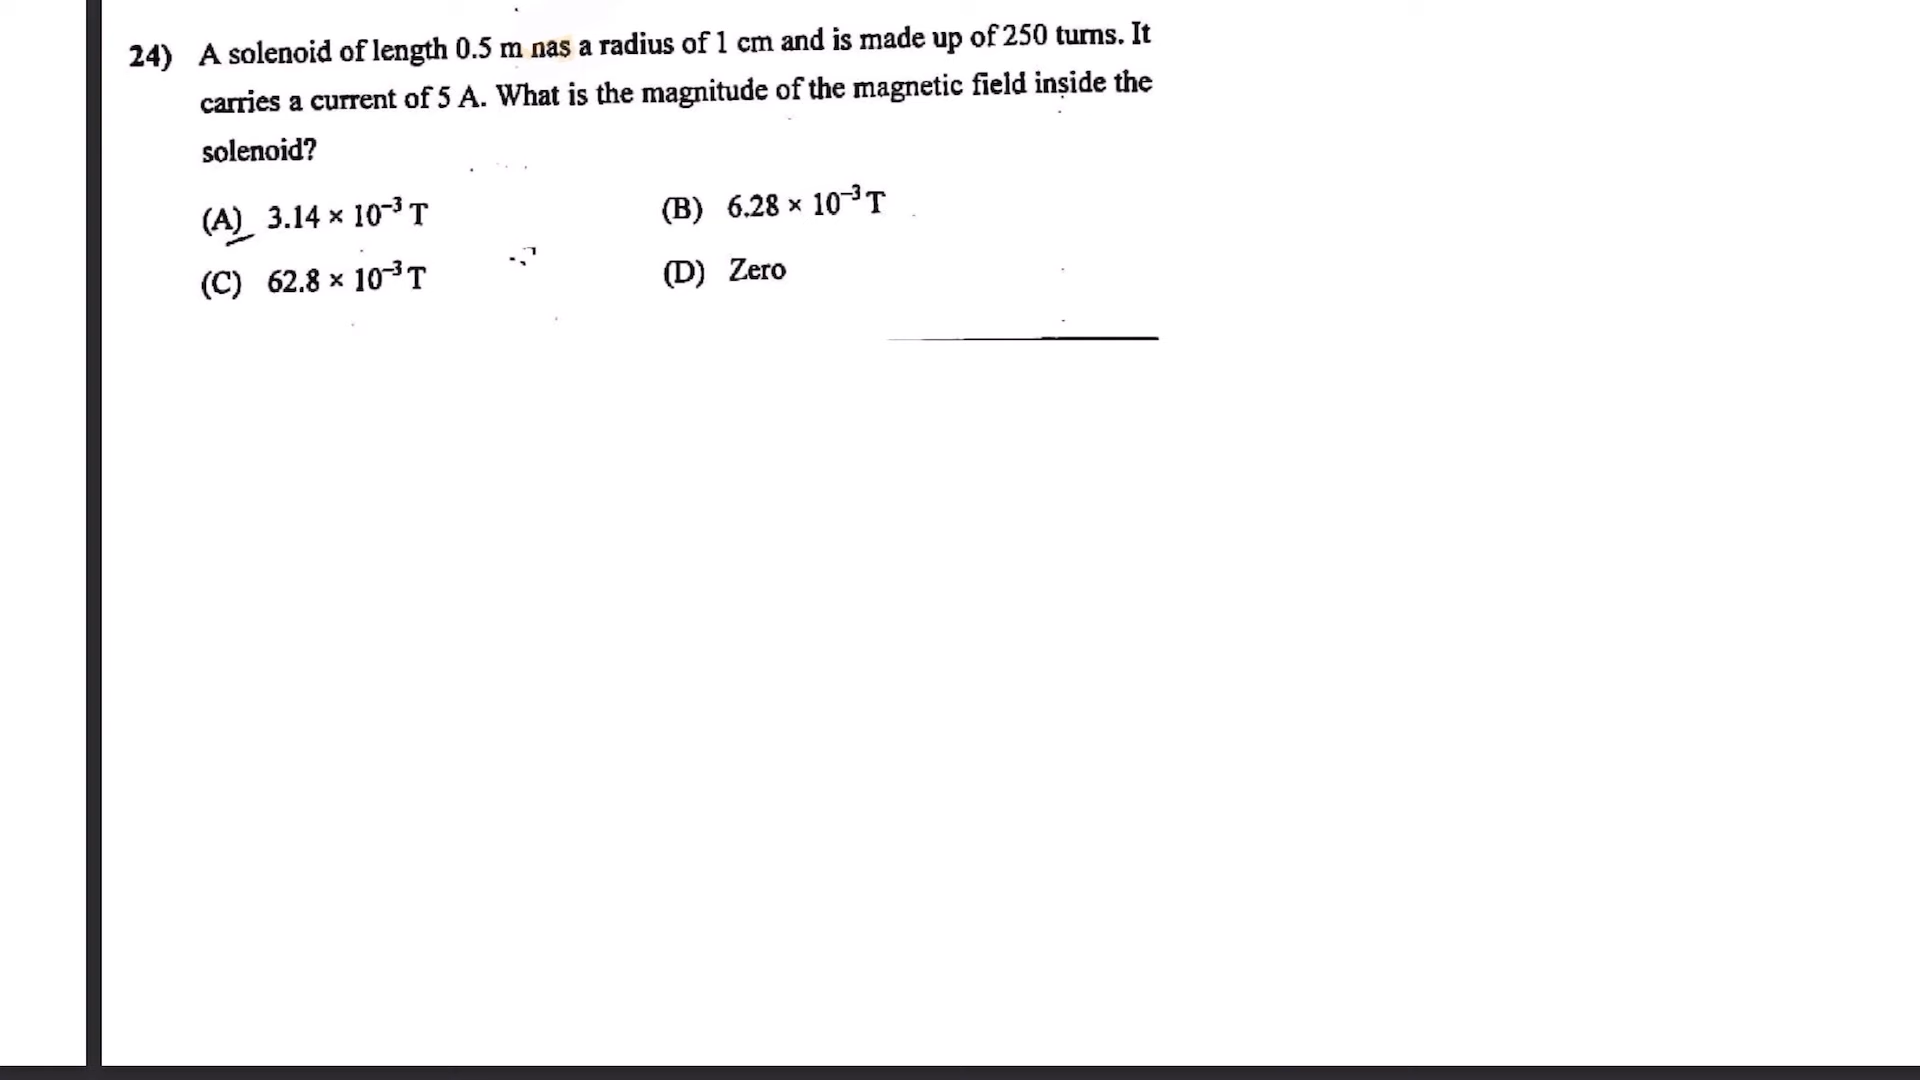 24) A solenoid of length 0.5 m nas a radius of 1 cm and is made up of 250 turns. It
carries a current of 5 A. What is the magnitude of the magnetic field inside the
solenoid?
(A) 3.14 × 10⁻³ T (B) 6.28 × 10⁻³ T
(C) 62.8 × 10⁻³ T (D) Zero